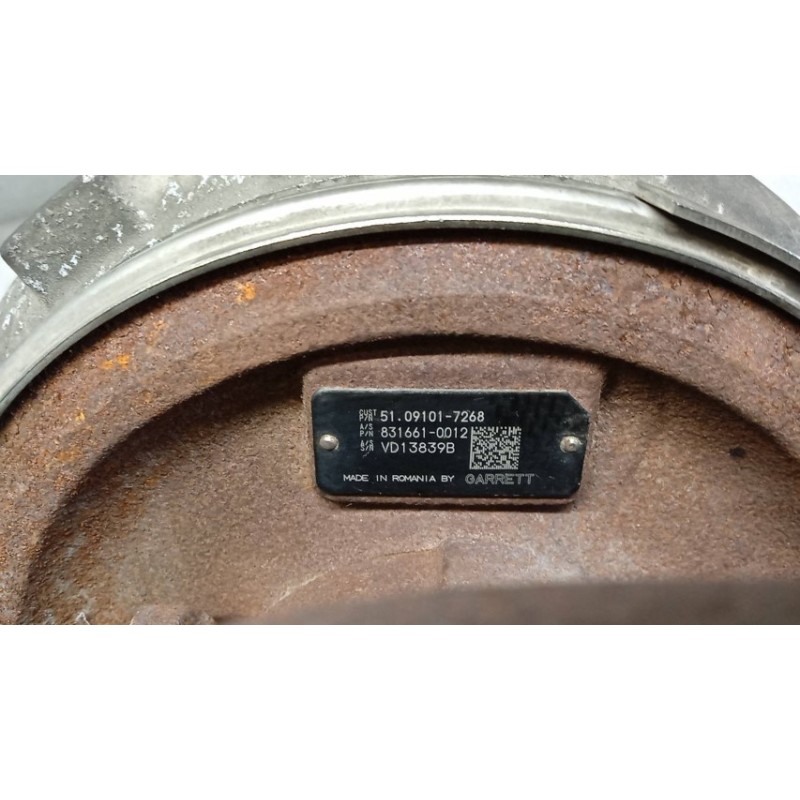 CUST P/N 51.09101-7268
A/S P/N 831661-0012
A/S S/N VD13839B
MADE IN ROMANIA BY GARRETT